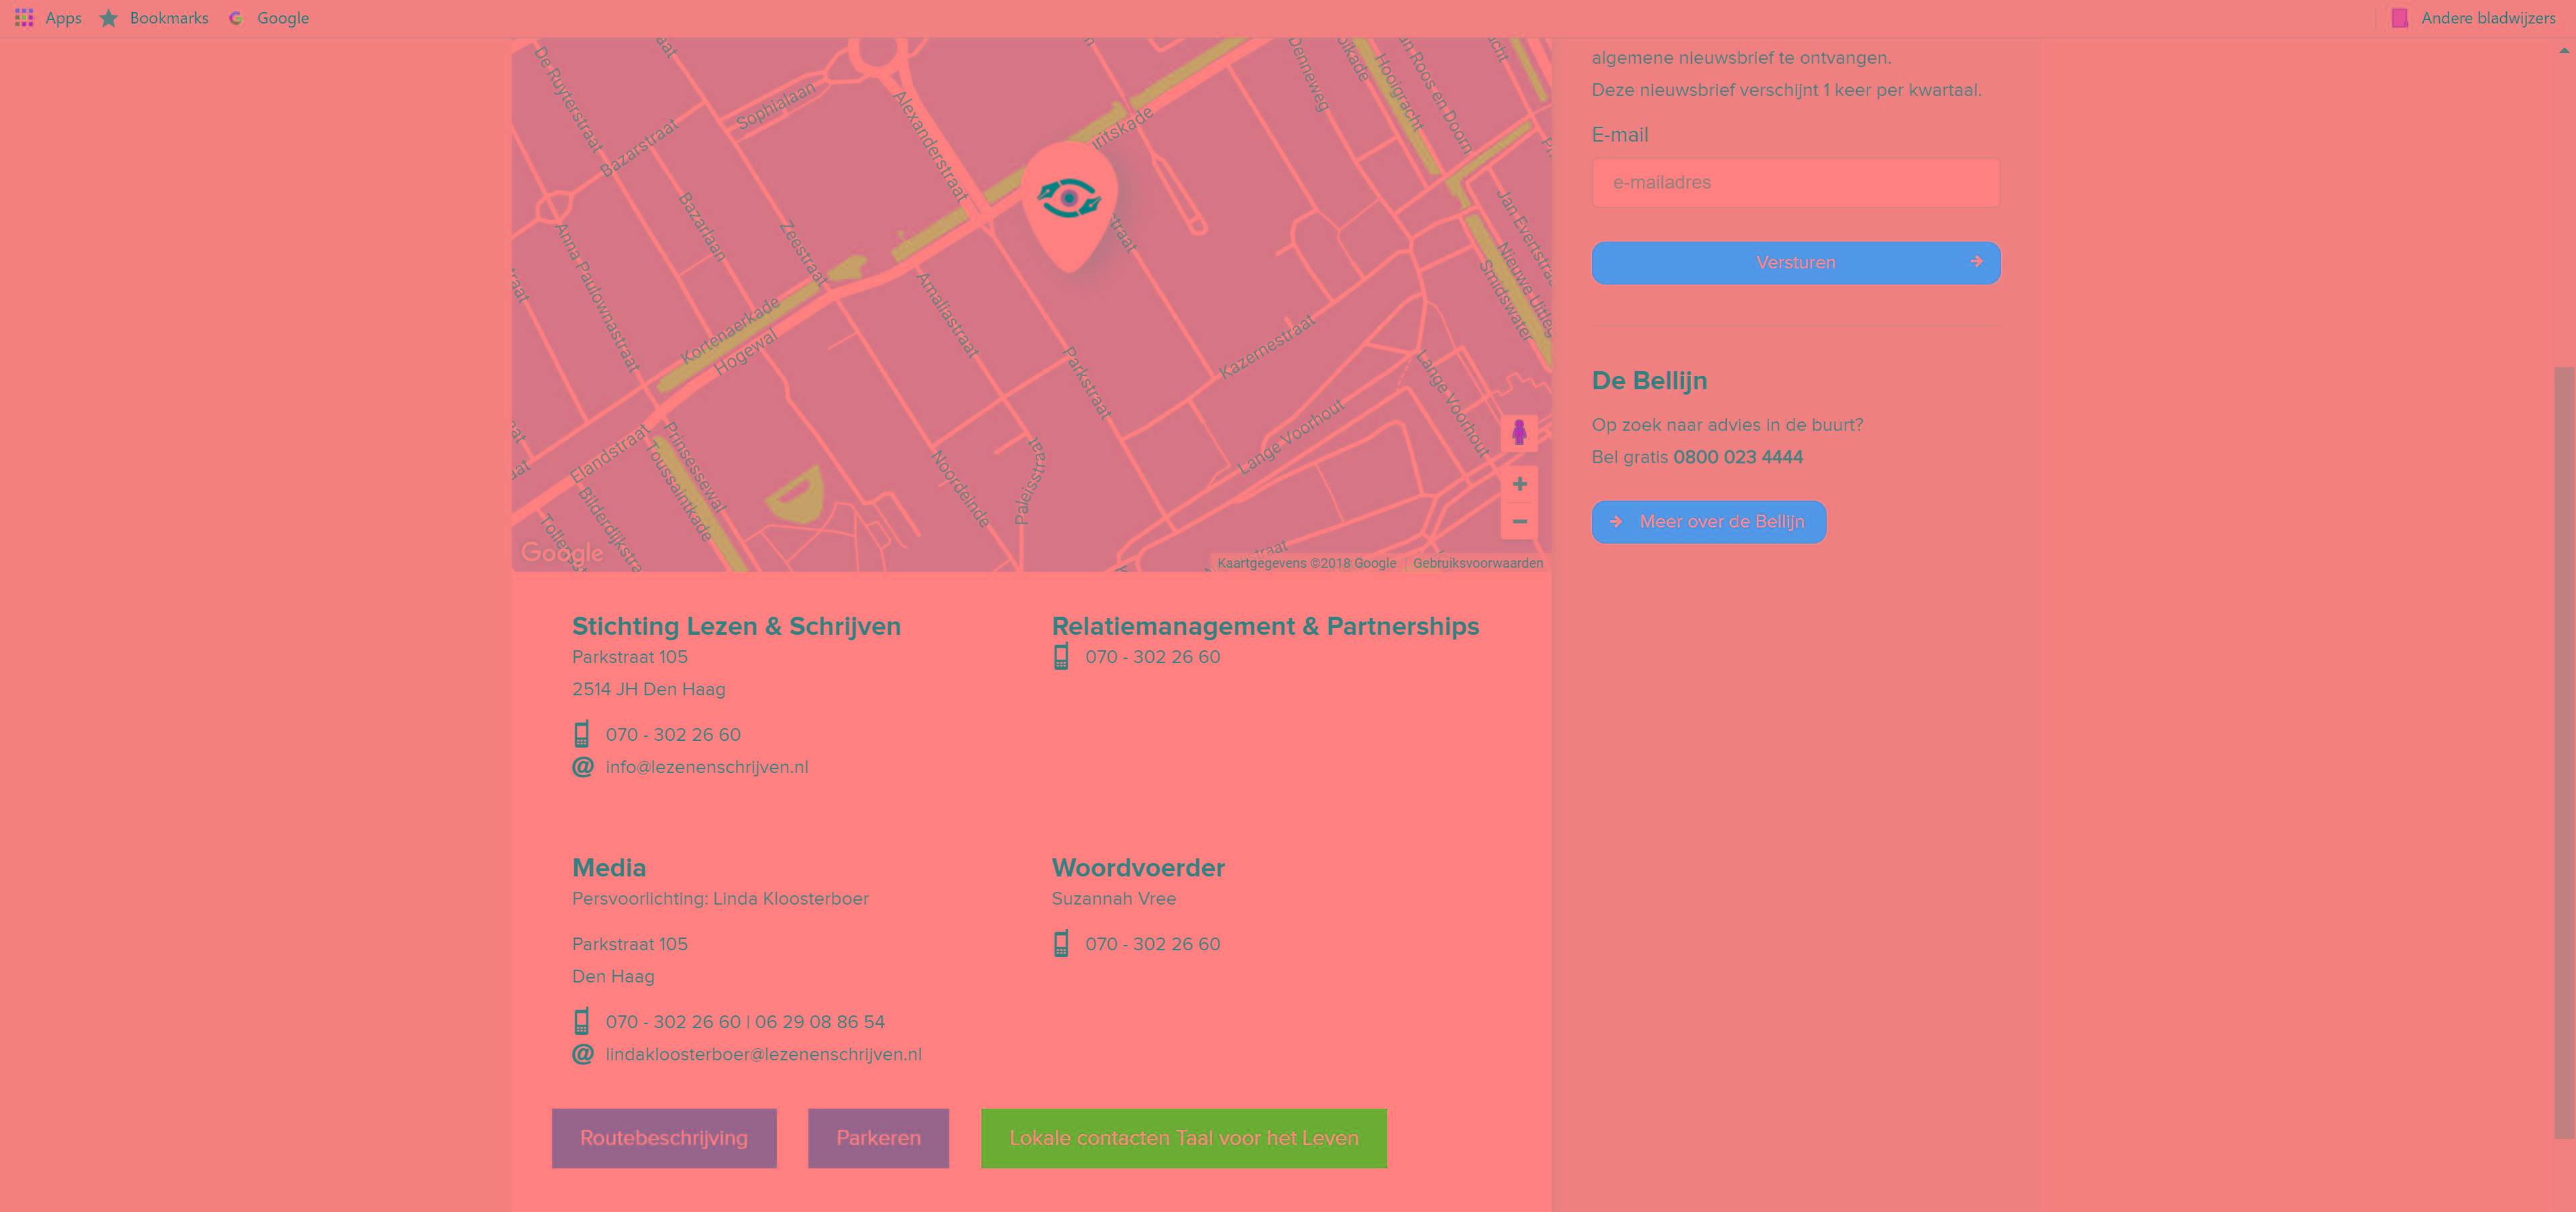 Apps
Bookmarks
Google
Andere bladwijzers
De Ruyterstraat
Bazarstraat
Sophialaan
Alexanderstraat
Denneweg
Hooigracht
an Roos en Doorn
Bazarlaan
Zeestraat
Anna Paulownastraat
Jan Evertstraat
Nieuwe Uitleg
Smidswater
Kortenaerkade
Hogewal
Amaliastraat
Parkstraat
Kazernestraat
Lange Voorhout
Lange Voorhout
Elandstraat
Prinsessewal
Toussaintkade
Noordeinde
Paleisstraat
Google
Kaartgegevens ©2018 Google
Gebruiksvoorwaarden
algemene nieuwsbrief te ontvangen.
Deze nieuwsbrief verschijnt 1 keer per kwartaal.
E-mail
e-mailadres
Versturen
De Bellijn
Op zoek naar advies in de buurt?
Bel gratis 0800 023 4444
Meer over de Bellijn
Stichting Lezen & Schrijven
Parkstraat 105
2514 JH Den Haag
070 - 302 26 60
info@lezenenschrijven.nl
Relatiemanagement & Partnerships
070 - 302 26 60
Media
Persvoorlichting: Linda Kloosterboer
Parkstraat 105
Den Haag
070 - 302 26 60 | 06 29 08 86 54
lindakloosterboer@lezenenschrijven.nl
Woordvoerder
Suzannah Vree
070 - 302 26 60
Routebeschrijving
Parkeren
Lokale contacten Taal voor het Leven